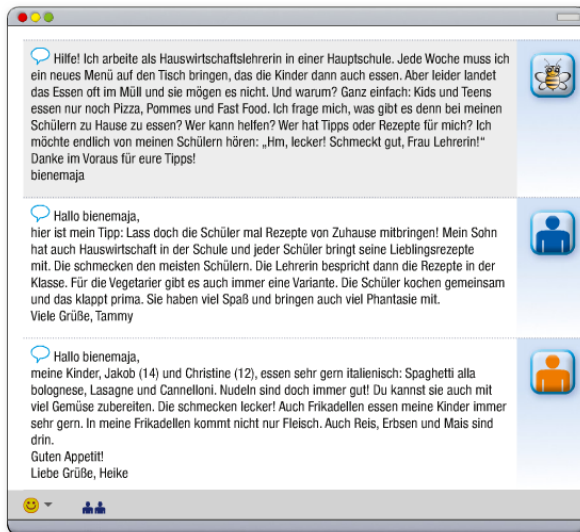 Hilfe! Ich arbeite als Hauswirtschaftslehrerin in einer Hauptschule. Jede Woche muss ich
ein neues Menü auf den Tisch bringen, das die Kinder dann auch essen. Aber leider landet
das Essen oft im Müll und sie mögen es nicht. Und warum? Ganz einfach: Kids und Teens
essen nur noch Pizza, Pommes und Fast Food. Ich frage mich, was gibt es denn bei meinen
Schülern zu Hause zu essen? Wer kann helfen? Wer hat Tipps oder Rezepte für mich? Ich
möchte endlich von meinen Schülern hören: „Hm, lecker! Schmeckt gut, Frau Lehrerin!“
Danke im Voraus für eure Tipps!
bienemaja
Hallo bienemaja,
hier ist mein Tipp: Lass doch die Schüler mal Rezepte von Zuhause mitbringen! Mein Sohn
hat auch Hauswirtschaft in der Schule und jeder Schüler bringt seine Lieblingsrezepte
mit. Die schmecken den meisten Schülern. Die Lehrerin bespricht dann die Rezepte in der
Klasse. Für die Vegetarier gibt es auch immer eine Variante. Die Schüler kochen gemeinsam
und das klappt prima. Sie haben viel Spaß und bringen auch viel Phantasie mit.
Viele Grüße, Tammy
Hallo bienemaja,
meine Kinder, Jakob (14) und Christine (12), essen sehr gern italienisch: Spaghetti alla
bolognese, Lasagne und Cannelloni. Nudeln sind doch immer gut! Du kannst sie auch mit
viel Gemüse zubereiten. Die schmecken lecker! Auch Frikadellen essen meine Kinder immer
sehr gern. In meine Frikadellen kommt nicht nur Fleisch. Auch Reis, Erbsen und Mais sind
drin.
Guten Appetit!
Liebe Grüße, Heike